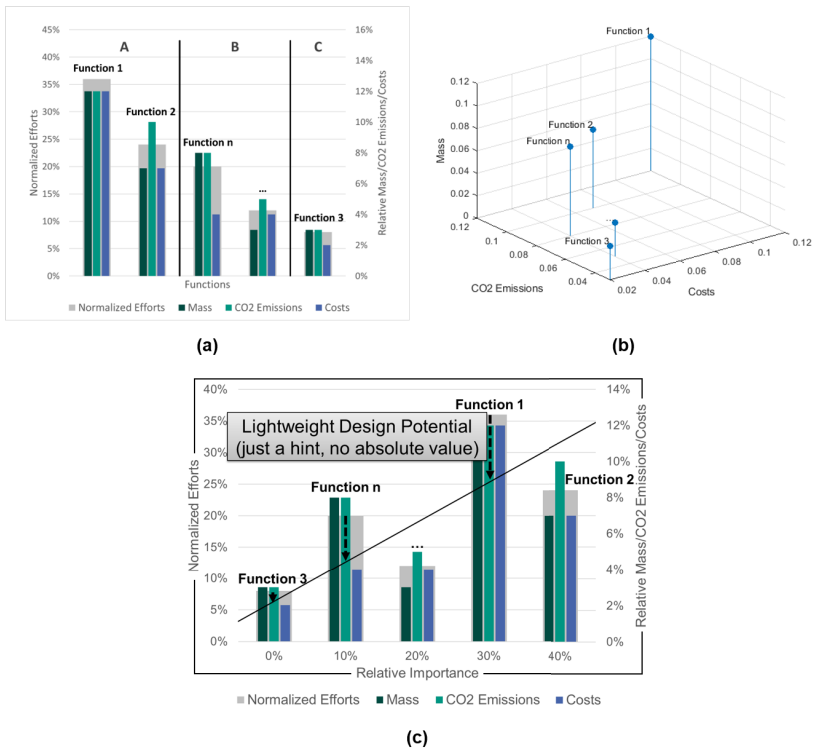 45%
40%
35%
30%
25%
20%
15%
10%
5%
0%
Normalized Efforts
A
B
C
Function 1
Function 2
Function n
...
Function 3
16%
14%
12%
10%
8%
6%
4%
2%
0%
Relative Mass/CO2 Emissions/Costs
Functions
Normalized Efforts Mass CO2 Emissions Costs
(a)
Function 1
Function 2
Function n
...
Function 3
0.12
0.1
0.08
0.06
0.04
0.02
0
Mass
0.12
0.1
0.08
0.06
0.04
CO2 Emissions
0.02
0.04
0.06
0.08
0.1
0.12
Costs
(b)
40%
35%
30%
25%
20%
15%
10%
5%
0%
Normalized Efforts
Lightweight Design Potential
(just a hint, no absolute value)
Function 1
Function 2
Function n
...
Function 3
14%
12%
10%
8%
6%
4%
2%
0%
Relative Mass/CO2 Emissions/Costs
0% 10% 20% 30% 40%
Relative Importance
Normalized Efforts Mass CO2 Emissions Costs
(c)